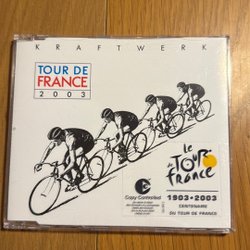 KRAFTWERK
TOUR DE
FRANCE
2003
le
TOUR
de
france
1903•2003
CENTENAIRE
DU TOUR DE FRANCE
Copy Controlled